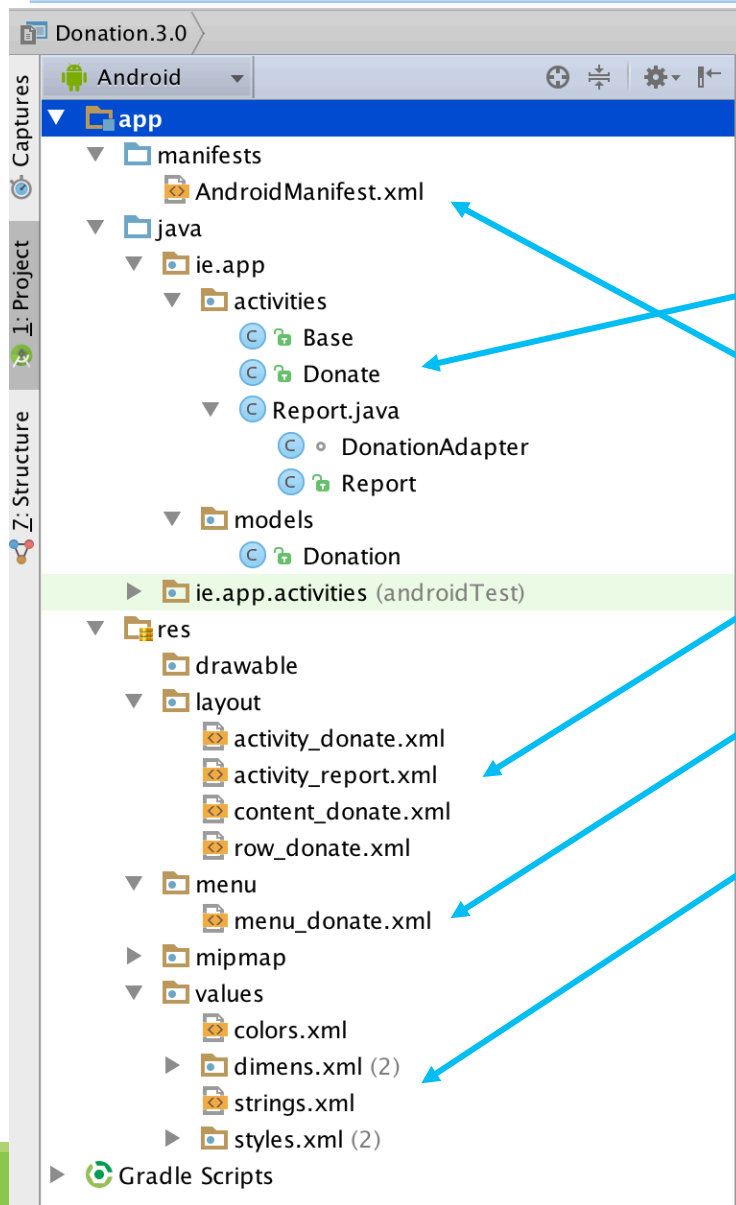 Donation.3.0
Android
Captures
1: Project
7: Structure
app
manifests
AndroidManifest.xml
java
ie.app
activities
Base
Donate
Report.java
DonationAdapter
Report
models
Donation
ie.app.activities (androidTest)
res
drawable
layout
activity_donate.xml
activity_report.xml
content_donate.xml
row_donate.xml
menu
menu_donate.xml
mipmap
values
colors.xml
dimens.xml (2)
strings.xml
styles.xml (2)
Gradle Scripts